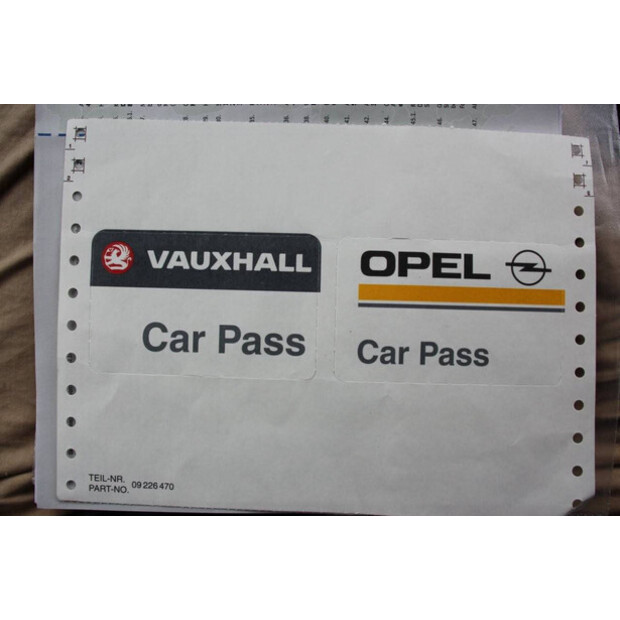 VAUXHALL
Car Pass
OPEL
Car Pass
TEIL-NR.
PART-NO. 09 226 470